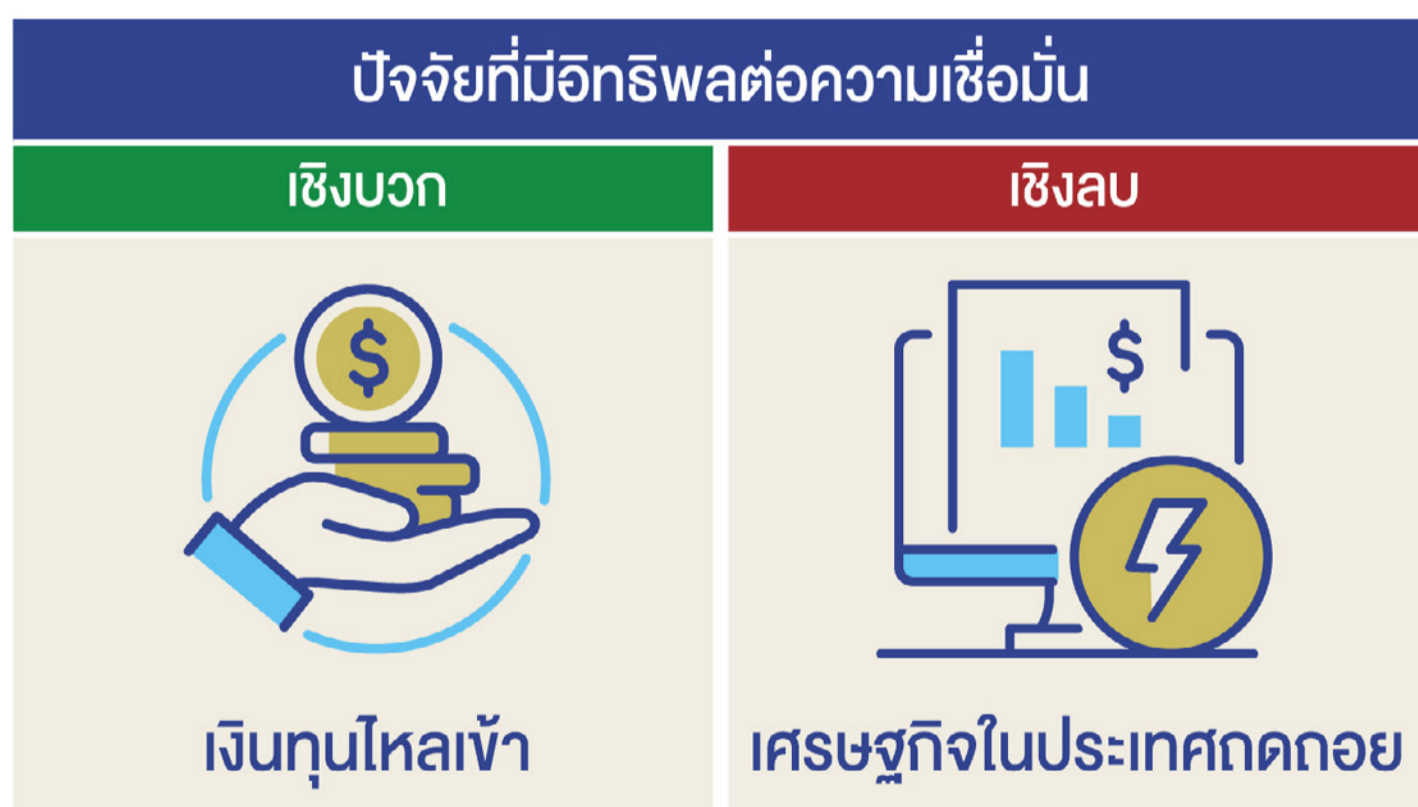 ปัจจัยที่มีอิทธิพลต่อความเชื่อมั่น
เชิงบวก
เชิงลบ
$
$
เงินทุนไหลเข้า
เศรษฐกิจในประเทศถดถอย